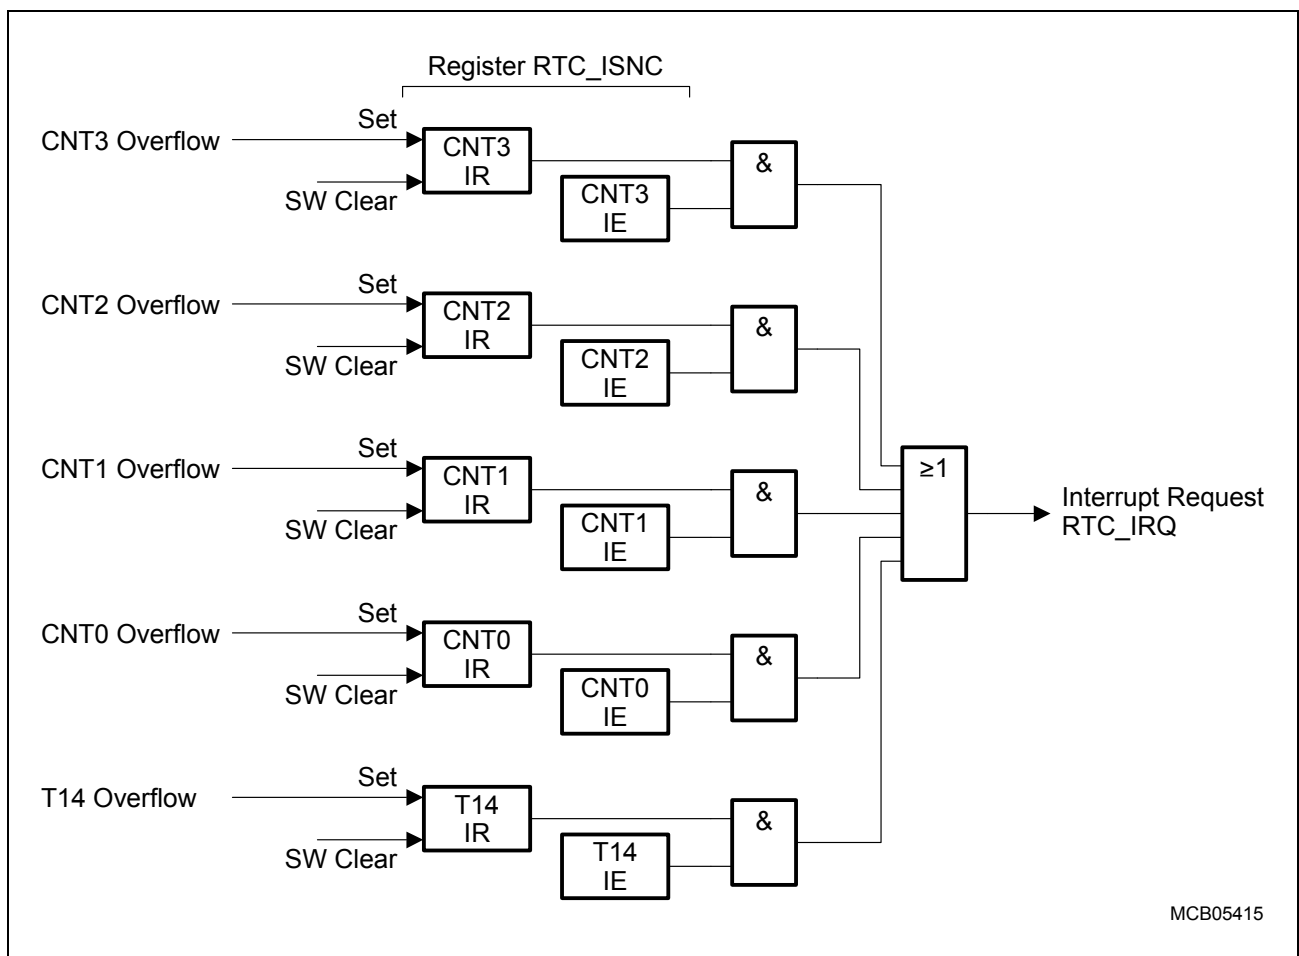 Register RTC_ISNC
CNT3 Overflow
Set
SW Clear
CNT3
IR
CNT3
IE
&
CNT2 Overflow
Set
SW Clear
CNT2
IR
CNT2
IE
&
CNT1 Overflow
Set
SW Clear
CNT1
IR
CNT1
IE
&
≥1
Interrupt Request
RTC_IRQ
CNT0 Overflow
Set
SW Clear
CNT0
IR
CNT0
IE
&
T14 Overflow
Set
SW Clear
T14
IR
T14
IE
&
MCB05415